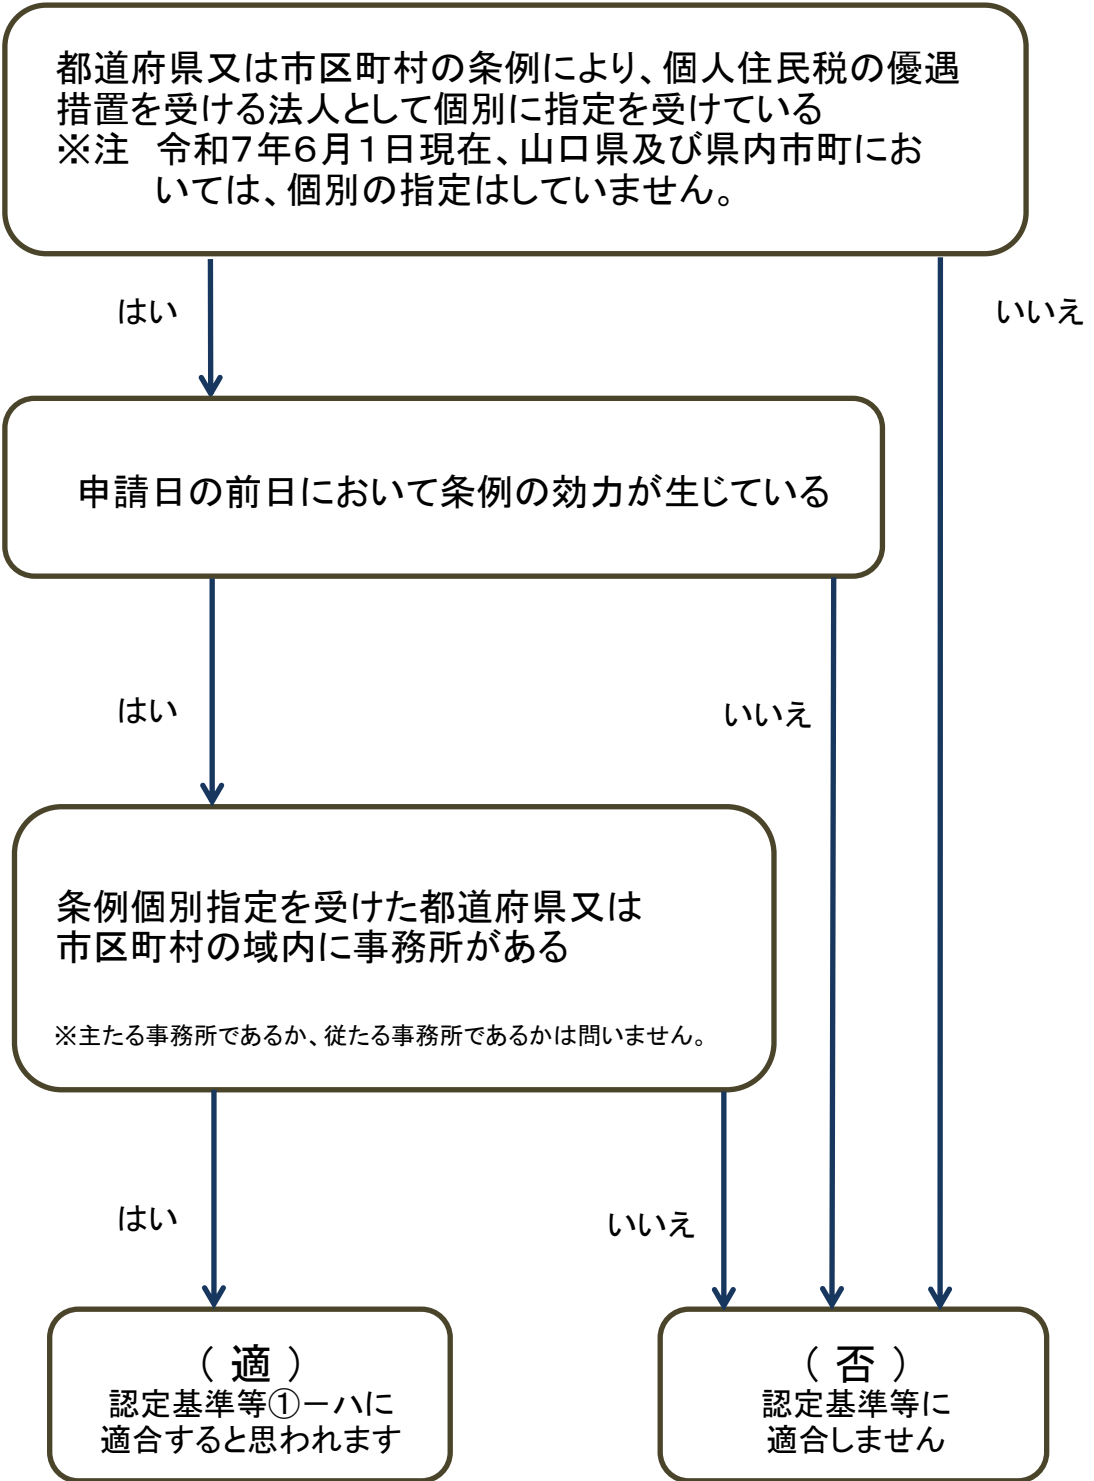 都道府県又は市区町村の条例により、個人住民税の優遇
措置を受ける法人として個別に指定を受けている
※注　令和７年６月１日現在、山口県及び県内市町にお
いては、個別の指定はしていません。
はい
いいえ
申請日の前日において条例の効力が生じている
はい
いいえ
条例個別指定を受けた都道府県又は
市区町村の域内に事務所がある
※主たる事務所であるか、従たる事務所であるかは問いません。
はい
いいえ
（ 適 ）
認定基準等①－ハに
適合すると思われます
（ 否 ）
認定基準等に
適合しません